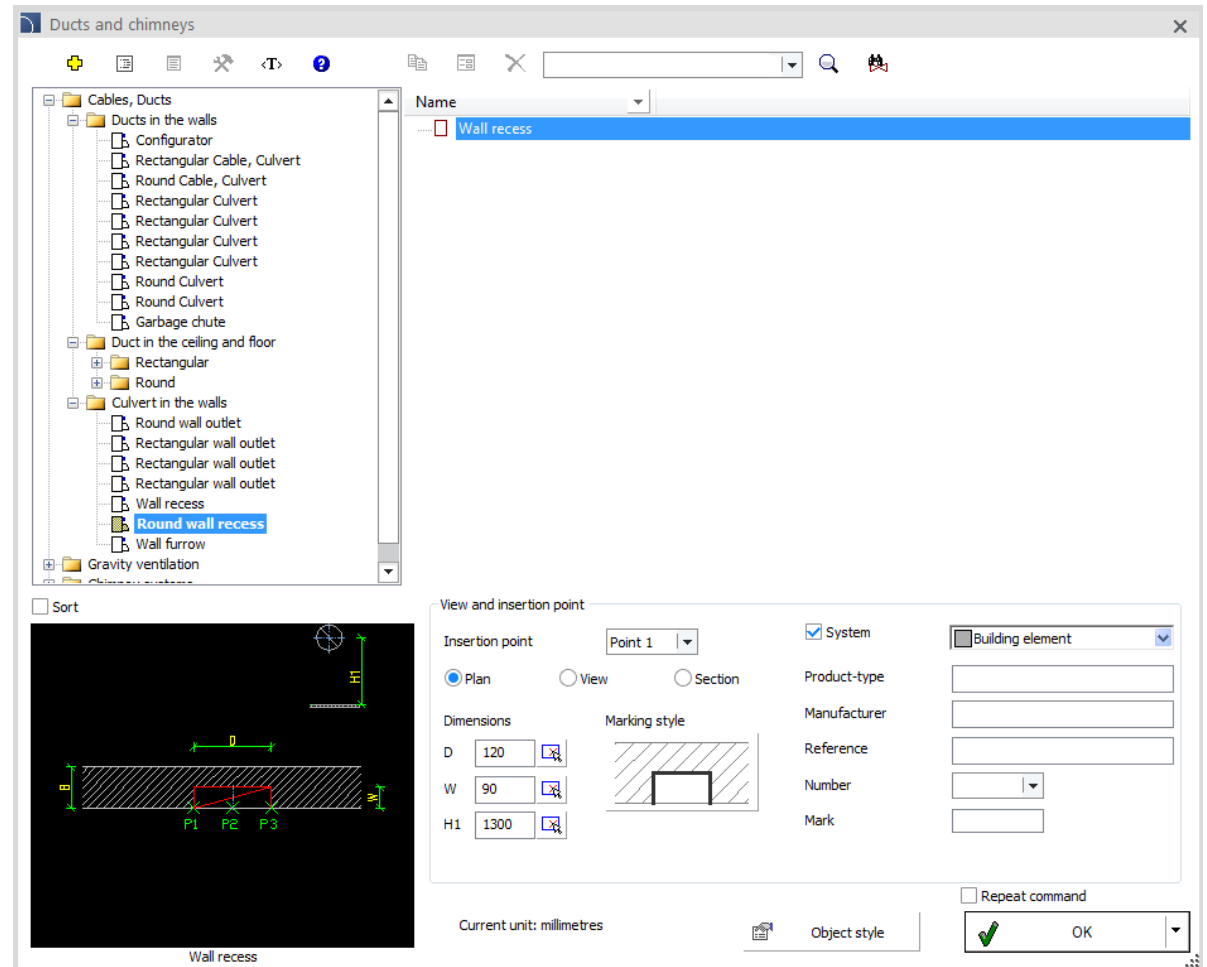 Ducts and chimneys
<T>
?
Name
Cables, Ducts
Ducts in the walls
Configurator
Rectangular Cable, Culvert
Round Cable, Culvert
Rectangular Culvert
Rectangular Culvert
Rectangular Culvert
Rectangular Culvert
Round Culvert
Round Culvert
Garbage chute
Duct in the ceiling and floor
Rectangular
Round
Culvert in the walls
Round wall outlet
Rectangular wall outlet
Rectangular wall outlet
Rectangular wall outlet
Wall recess
Round wall recess
Wall furrow
Gravity ventilation
Chimney systems
Wall recess
Sort
H1
D
B
W
P1 P2 P3
Wall recess
View and insertion point
Insertion point Point 1
Plan View Section
Dimensions Marking style
D 120
W 90
H1 1300
System Building element
Product-type
Manufacturer
Reference
Number
Mark
Repeat command
Current unit: millimetres
Object style
OK